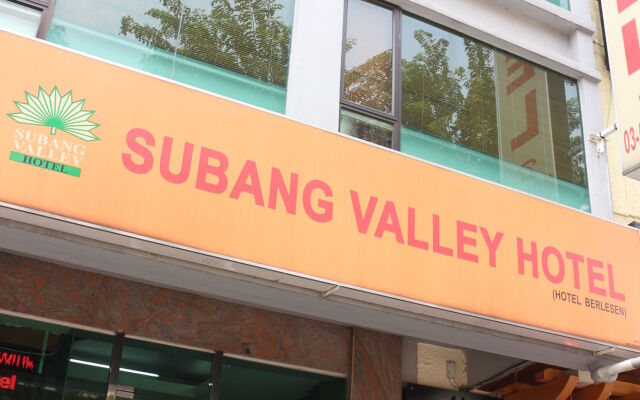 SUBANG
VALLEY
HOTEL
SUBANG VALLEY HOTEL
(HOTEL BERLESEN)
03-